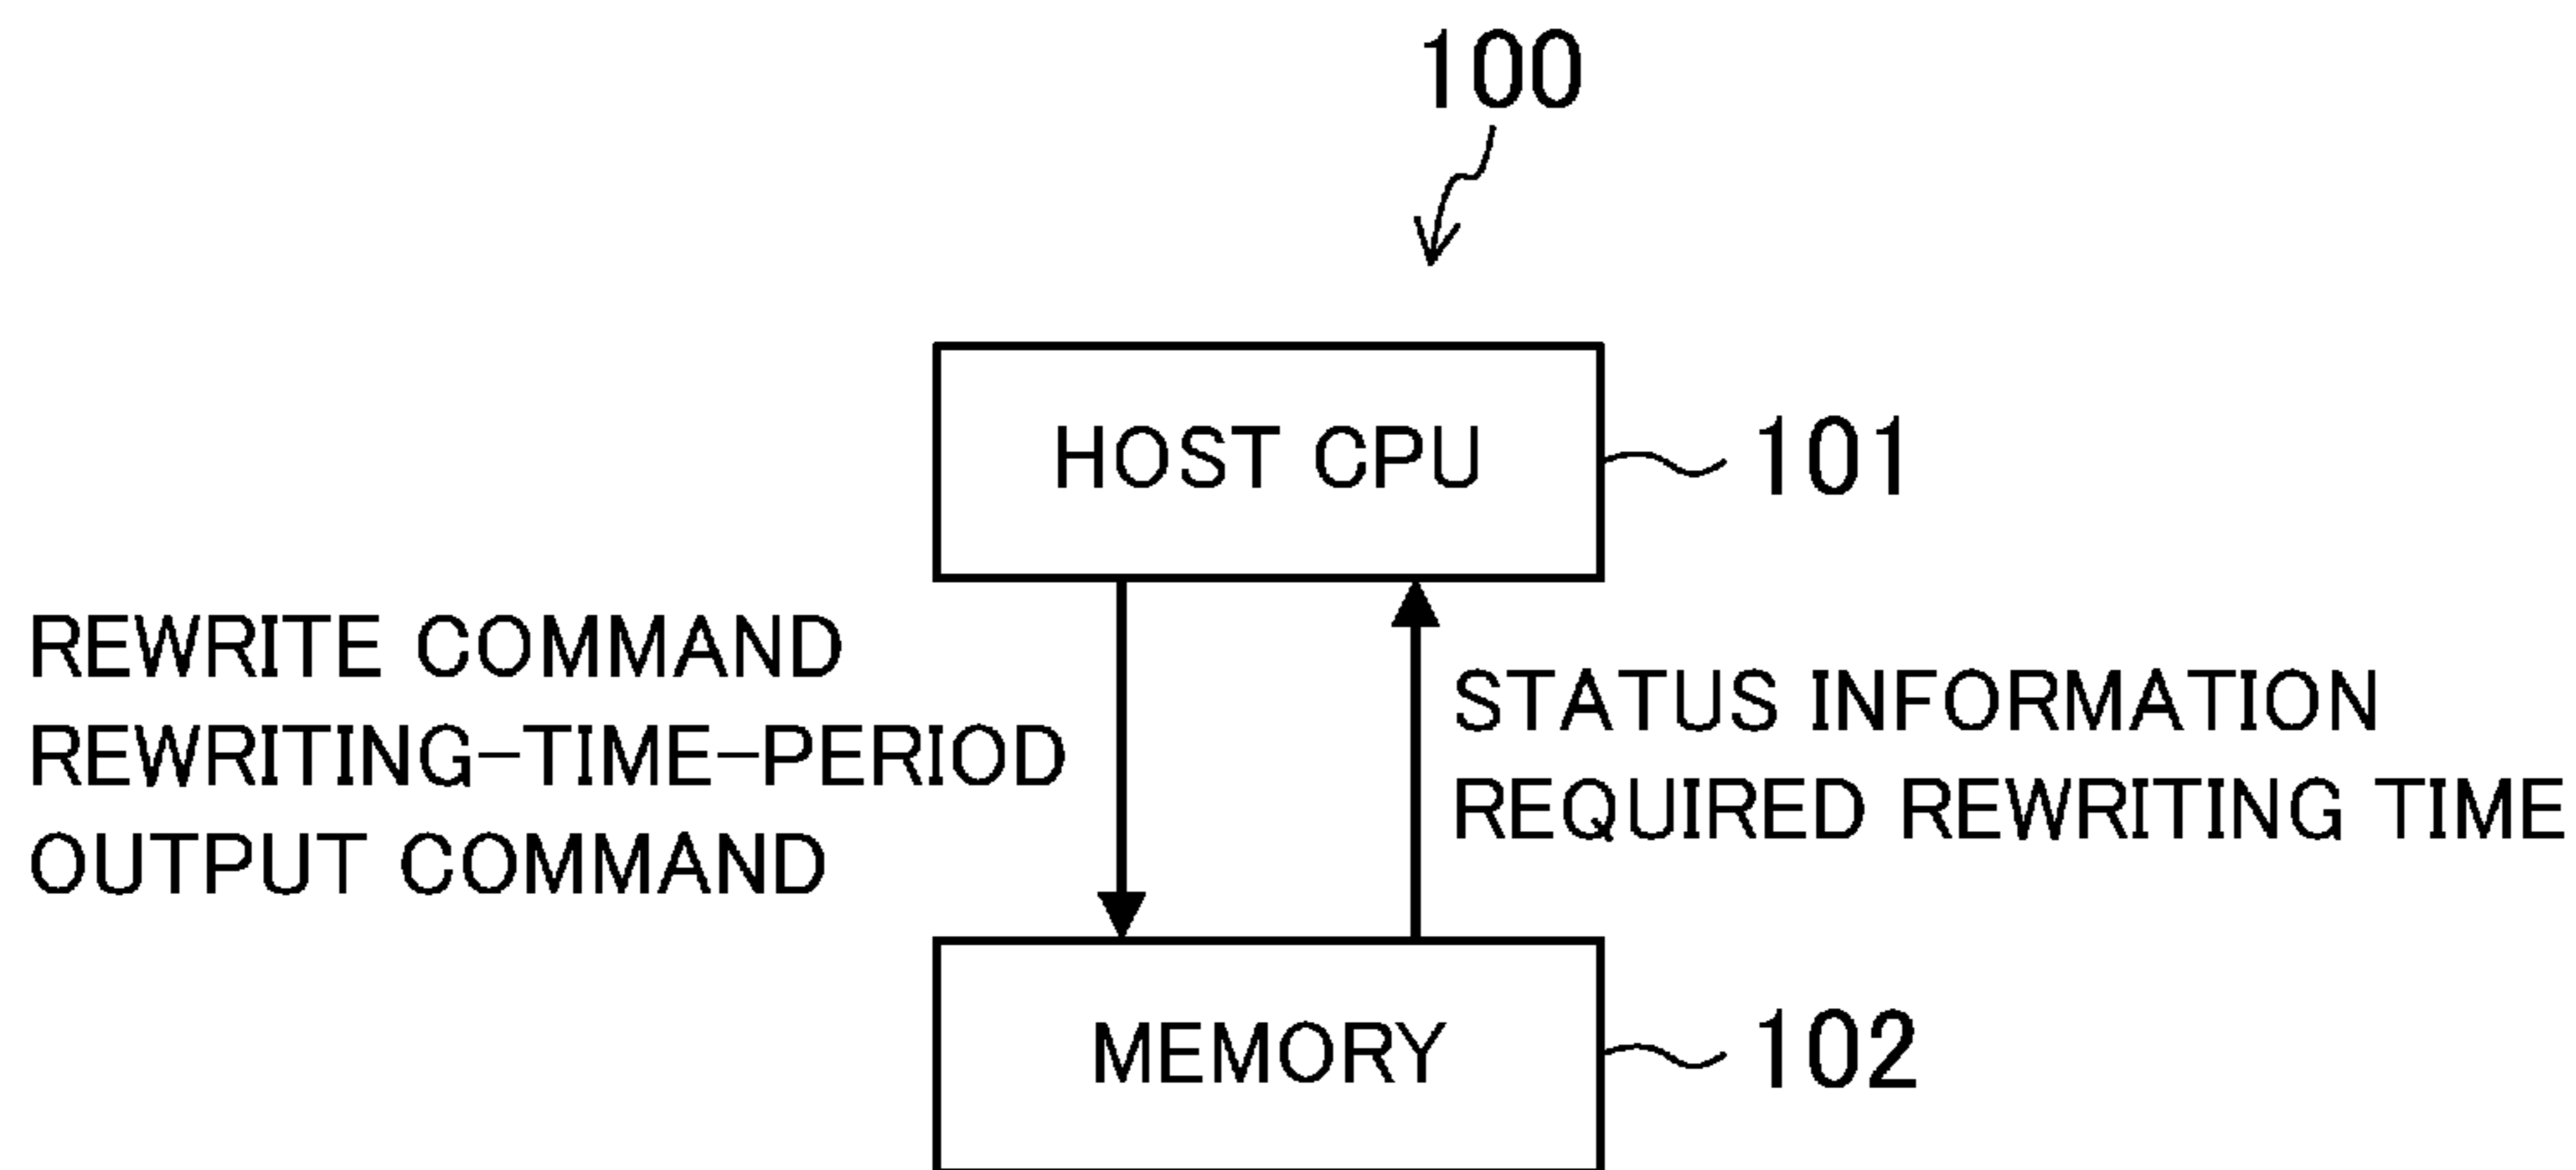 100
HOST CPU
101
REWRITE COMMAND
REWRITING-TIME-PERIOD
OUTPUT COMMAND
STATUS INFORMATION
REQUIRED REWRITING TIME
MEMORY
102